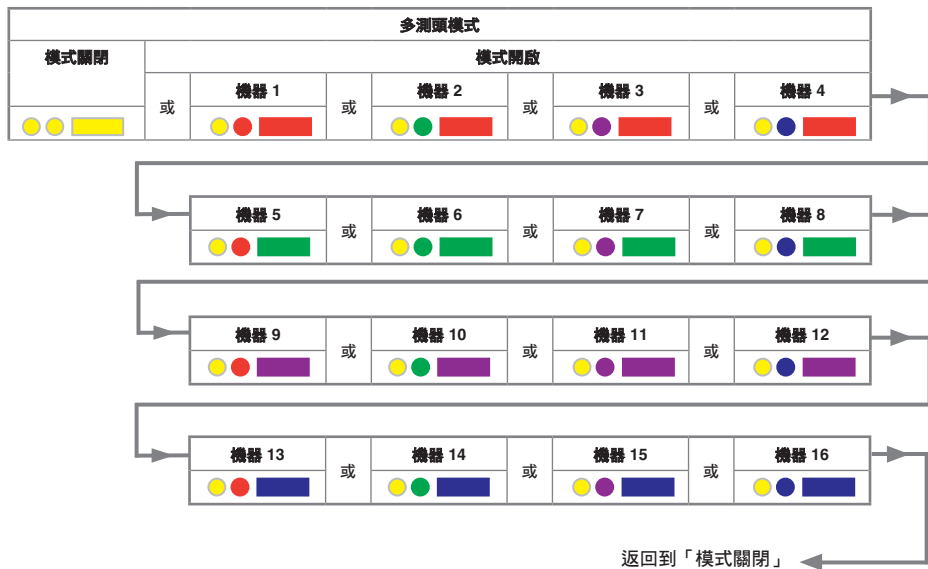 多測頭模式
模式關閉
模式開啟
或
機器 1
或
機器 2
或
機器 3
或
機器 4
機器 5
或
機器 6
或
機器 7
或
機器 8
機器 9
或
機器 10
或
機器 11
或
機器 12
機器 13
或
機器 14
或
機器 15
或
機器 16
返回到「模式關閉」